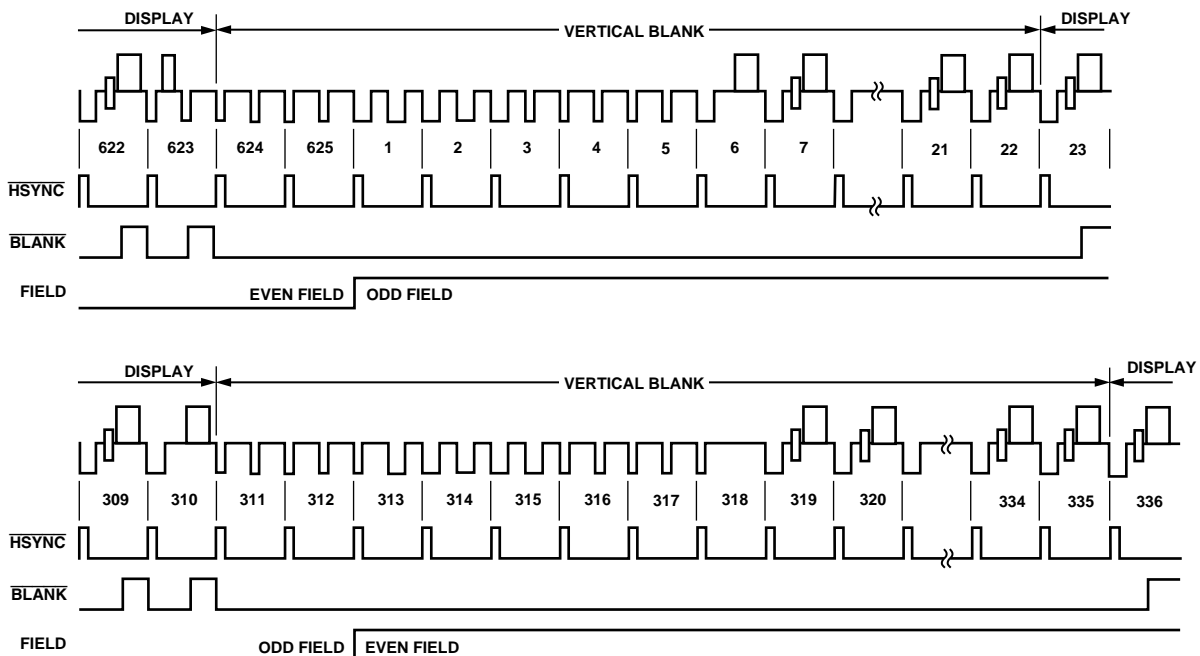 DISPLAY VERTICAL BLANK DISPLAY
622 623 624 625 1 2 3 4 5 6 7 21 22 23
HSYNC
BLANK
FIELD EVEN FIELD ODD FIELD
DISPLAY VERTICAL BLANK DISPLAY
309 310 311 312 313 314 315 316 317 318 319 320 334 335 336
HSYNC
BLANK
FIELD ODD FIELD EVEN FIELD